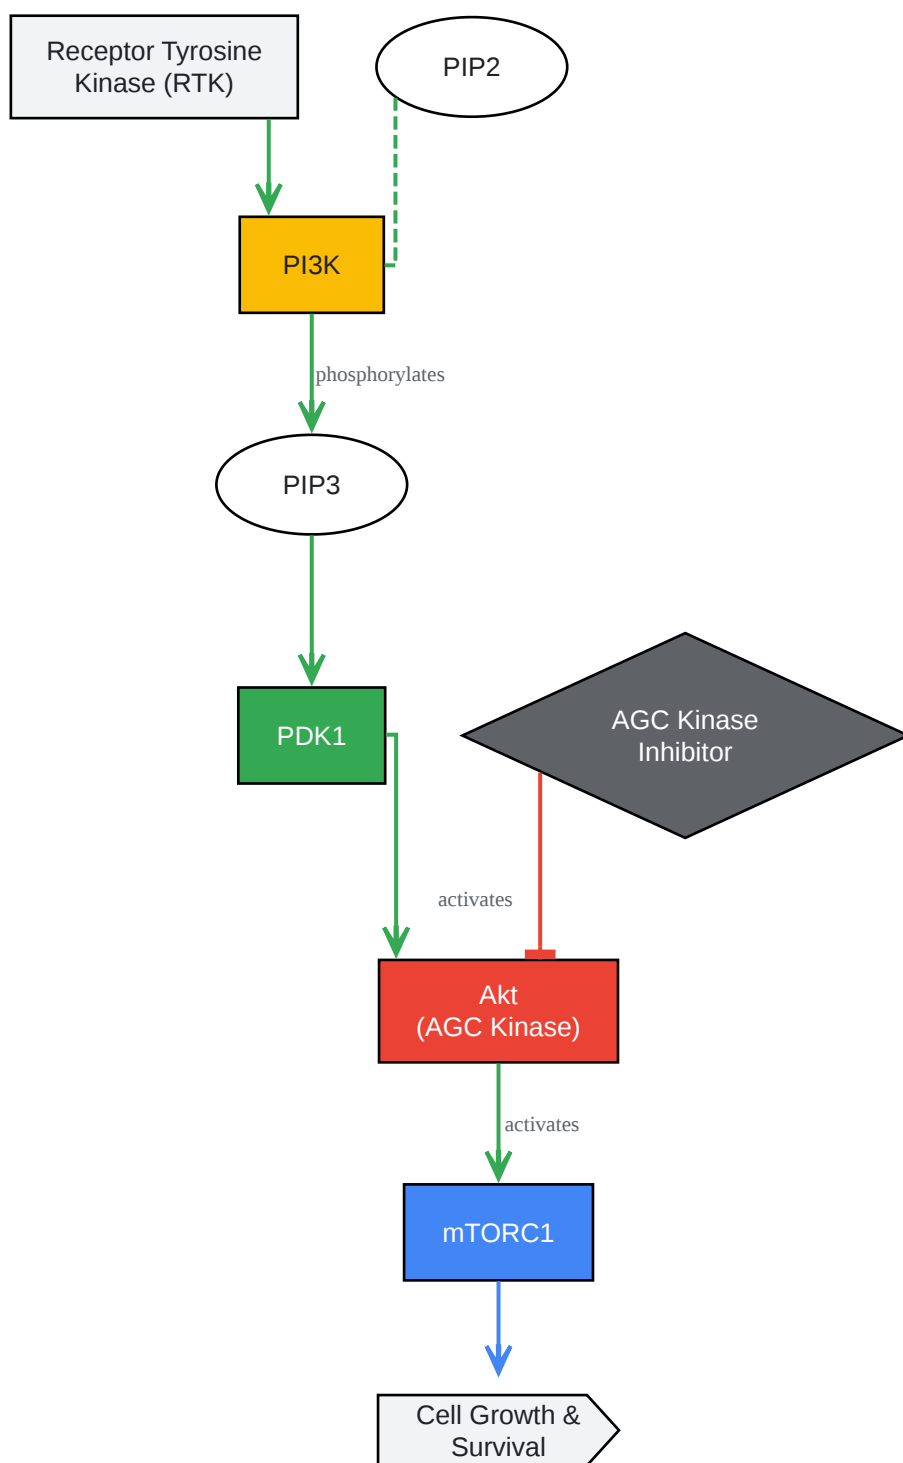 Receptor Tyrosine
Kinase (RTK)
PIP2
PI3K
phosphorylates
PIP3
PDK1
AGC Kinase
Inhibitor
activates
Akt
(AGC Kinase)
activates
mTORC1
Cell Growth &
Survival